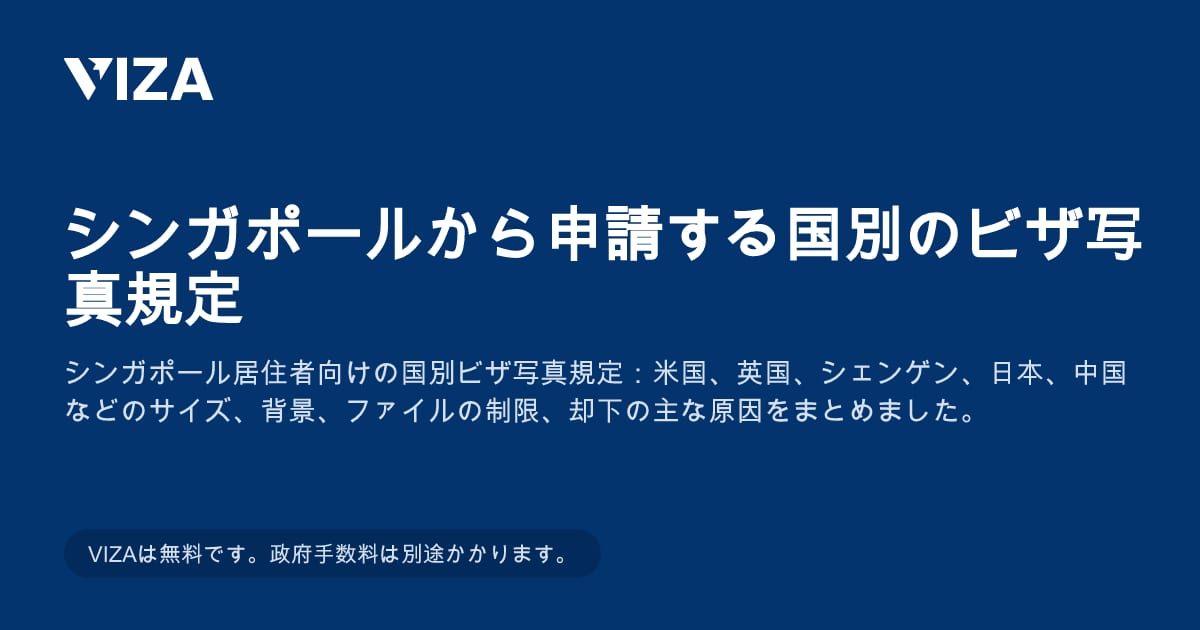 VIZA
シンガポールから申請する国別のビザ写
真規定
シンガポール居住者向けの国別ビザ写真規定：米国、英国、シェンゲン、日本、中国
などのサイズ、背景、ファイルの制限、却下の主な原因をまとめました。
VIZAは無料です。政府手数料は別途かかります。